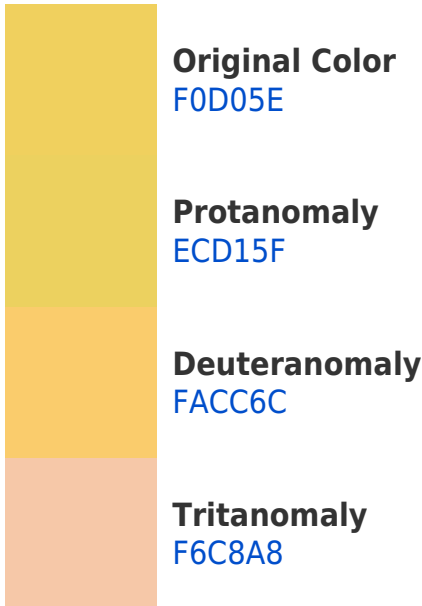 Original Color
F0D05E
Protanomaly
ECD15F
Deuteranomaly
FACC6C
Tritanomaly
F6C8A8